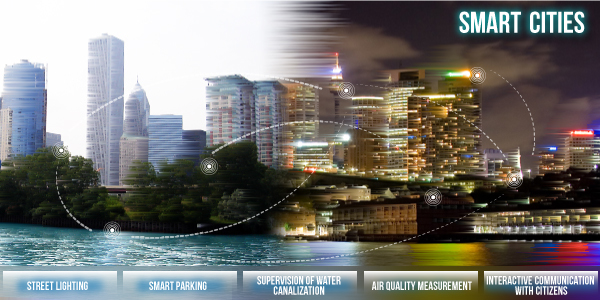 SMART CITIES
STREET LIGHTING
SMART PARKING
SUPERVISION OF WATER
CANALIZATION
AIR QUALITY MEASUREMENT
INTERACTIVE COMMUNICATION
WITH CITIZENS